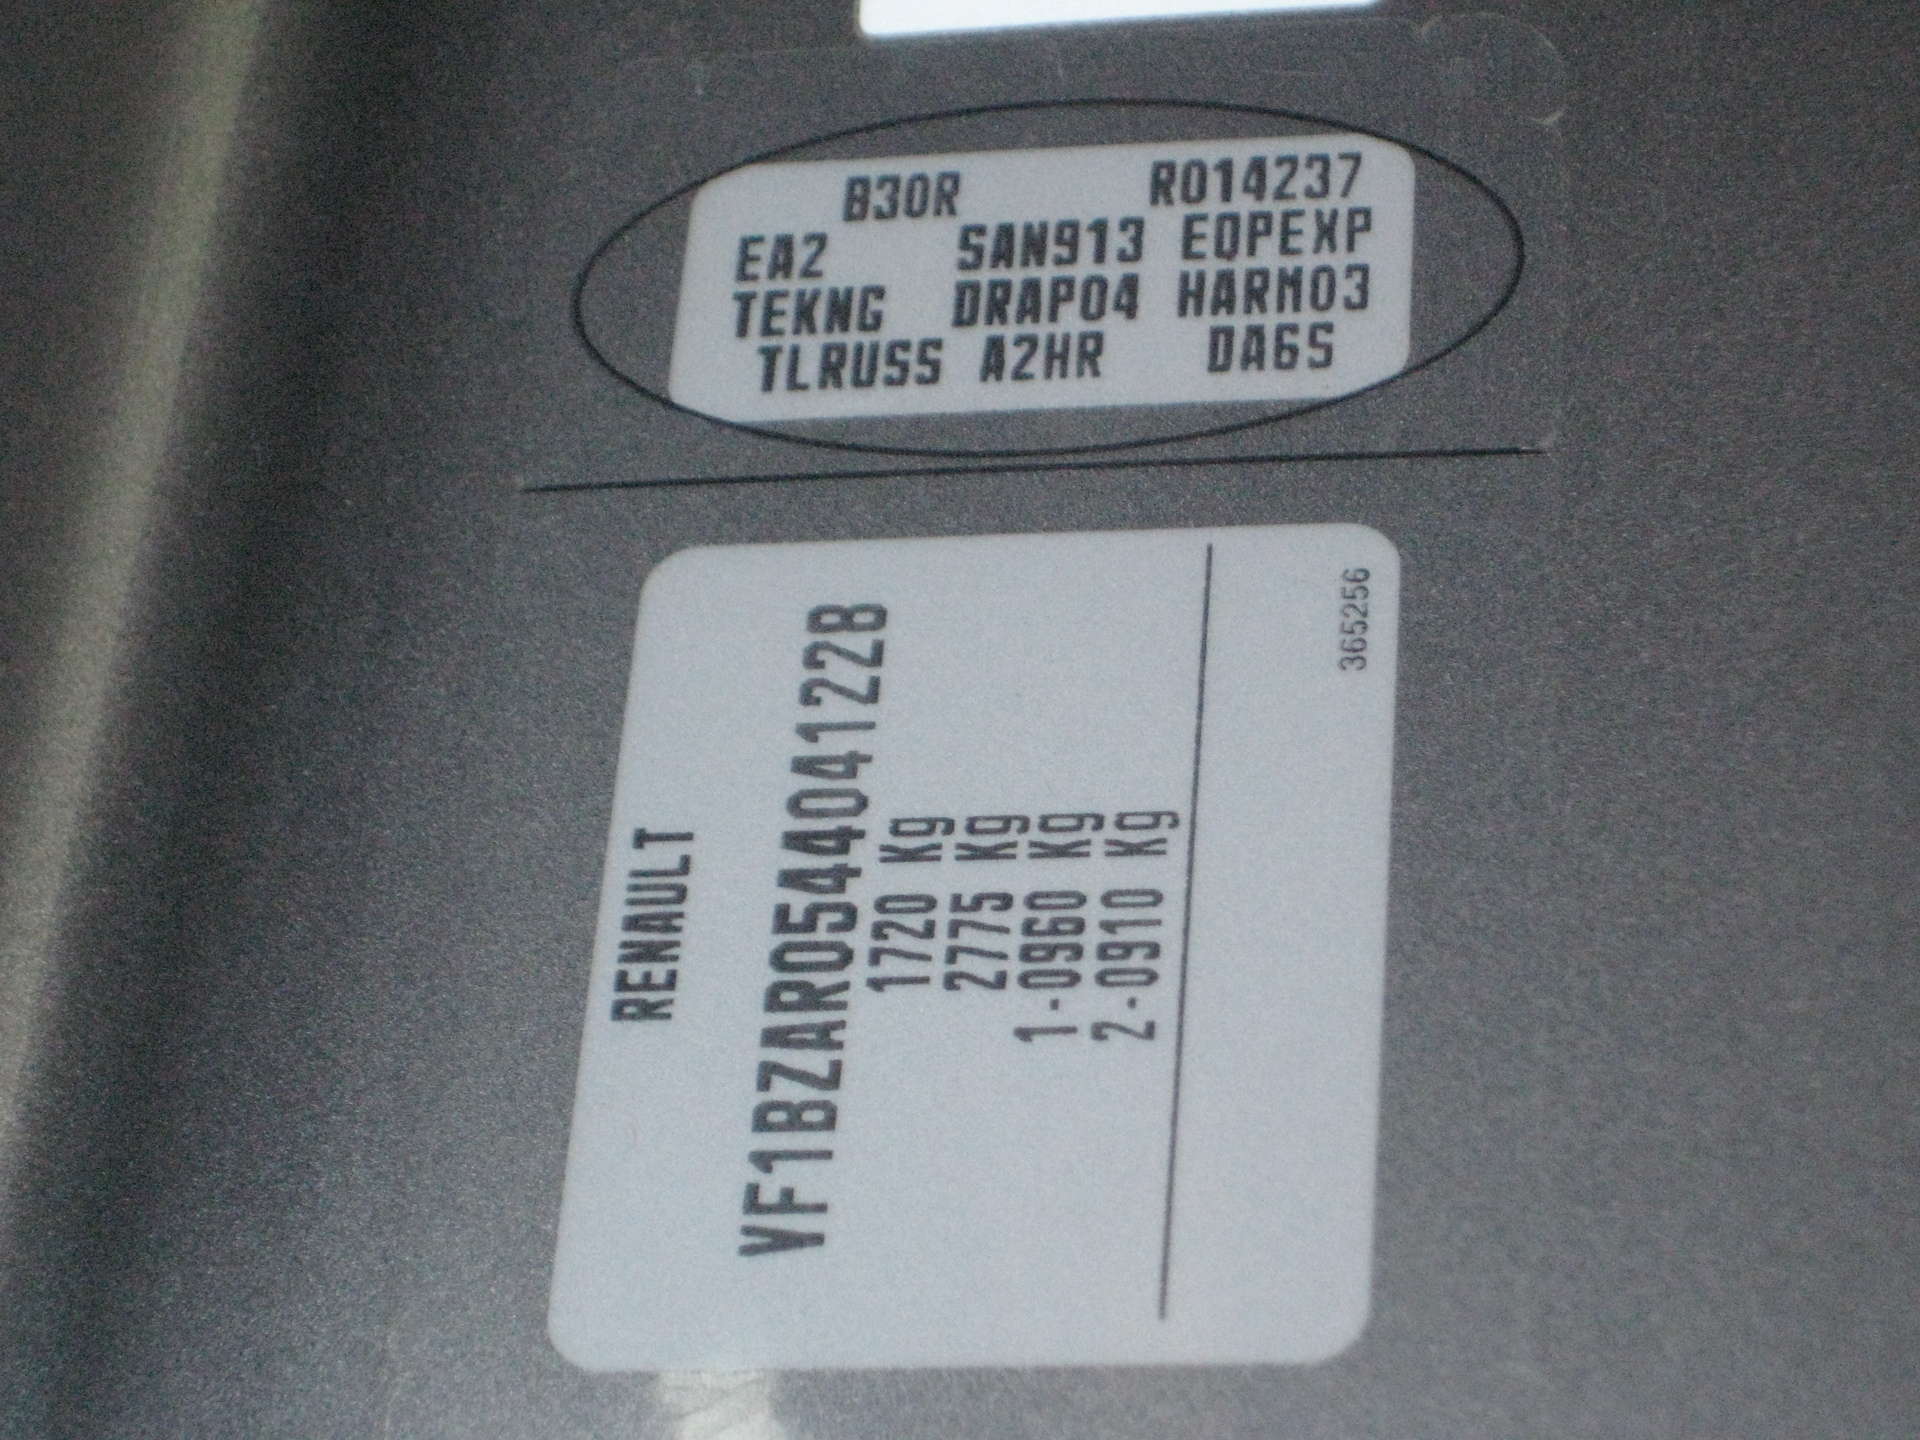 B30R R014237
EA2 SAN913 EQPEXP
TEKNG DRAP04 HARM03
TLRUSS A2HR DA6S
RENAULT
VF1BZAR0544041228
1720 Kg
2775 Kg
1-0960 Kg
2-0910 Kg
365256